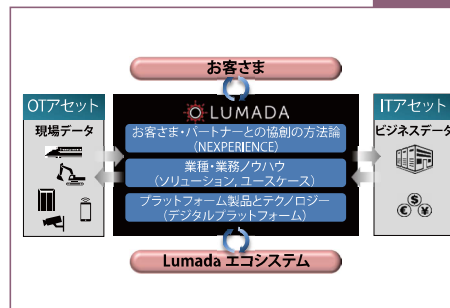 お客さま
OTアセット
現場データ
LUMADA
お客さま・パートナーとの協創の方法論
（NEXPERIENCE）
業種・業務ノウハウ
（ソリューション, ユースケース）
プラットフォーム製品とテクノロジー
（デジタルプラットフォーム）
ITアセット
ビジネスデータ
$
€
¥
Lumada エコシステム